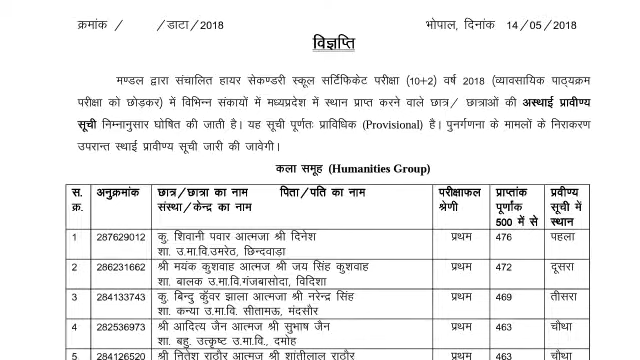 क्रमांक / /डाटा/2018 भोपाल, दिनांक 14/05/2018
विज्ञप्ति
मण्डल द्वारा संचालित हायर सेकण्डरी स्कूल सर्टिफिकेट परीक्षा (10+2) वर्ष 2018 (व्यावसायिक पाठ्यक्रम
परीक्षा को छोड़कर) में विभिन्न संकायों में मध्यप्रदेश में स्थान प्राप्त करने वाले छात्र/ छात्राओं की अस्थाई प्रावीण्य
सूची निम्नानुसार घोषित की जाती है। यह सूची पूर्णतः प्राविधिक (Provisional) है। पुनर्गणना के मामलों के निराकरण
उपरान्त स्थाई प्रावीण्य सूची जारी की जावेगी।
कला समूह (Humanities Group)
स. अनुक्रमांक छात्र/छात्रा का नाम पिता/पति का नाम परीक्षाफल प्राप्तांक प्रवीण्य
क्र. संस्था/केन्द्र का नाम श्रेणी पूर्णांक सूची में
500 में से स्थान
1 287629012 कु. शिवानी पवार आत्मजा श्री दिनेश प्रथम 476 पहला
शा. उ.मा.वि.उमरेठ, छिन्दवाड़ा
2 286231662 श्री मयंक कुशवाह आत्मज श्री जय सिंह कुशवाह प्रथम 472 दूसरा
शा. बालक उ.मा.वि.गंजबासोदा, विदिशा
3 284133743 कु. बिन्दु कुँवर झाला आत्मजा श्री नरेन्द्र सिंह प्रथम 469 तीसरा
शा. कन्या उ.मा.वि. सीतामऊ, मंदसौर
4 282536973 श्री आदित्य जैन आत्मज श्री सुभाष जैन प्रथम 463 चौथा
शा. बहु. उत्कृष्ट उ.मा.वि., दमोह
5 284126520 श्री नितेश राठौर आत्मज श्री शांतीलाल राठौर प्रथम 463 चौथा